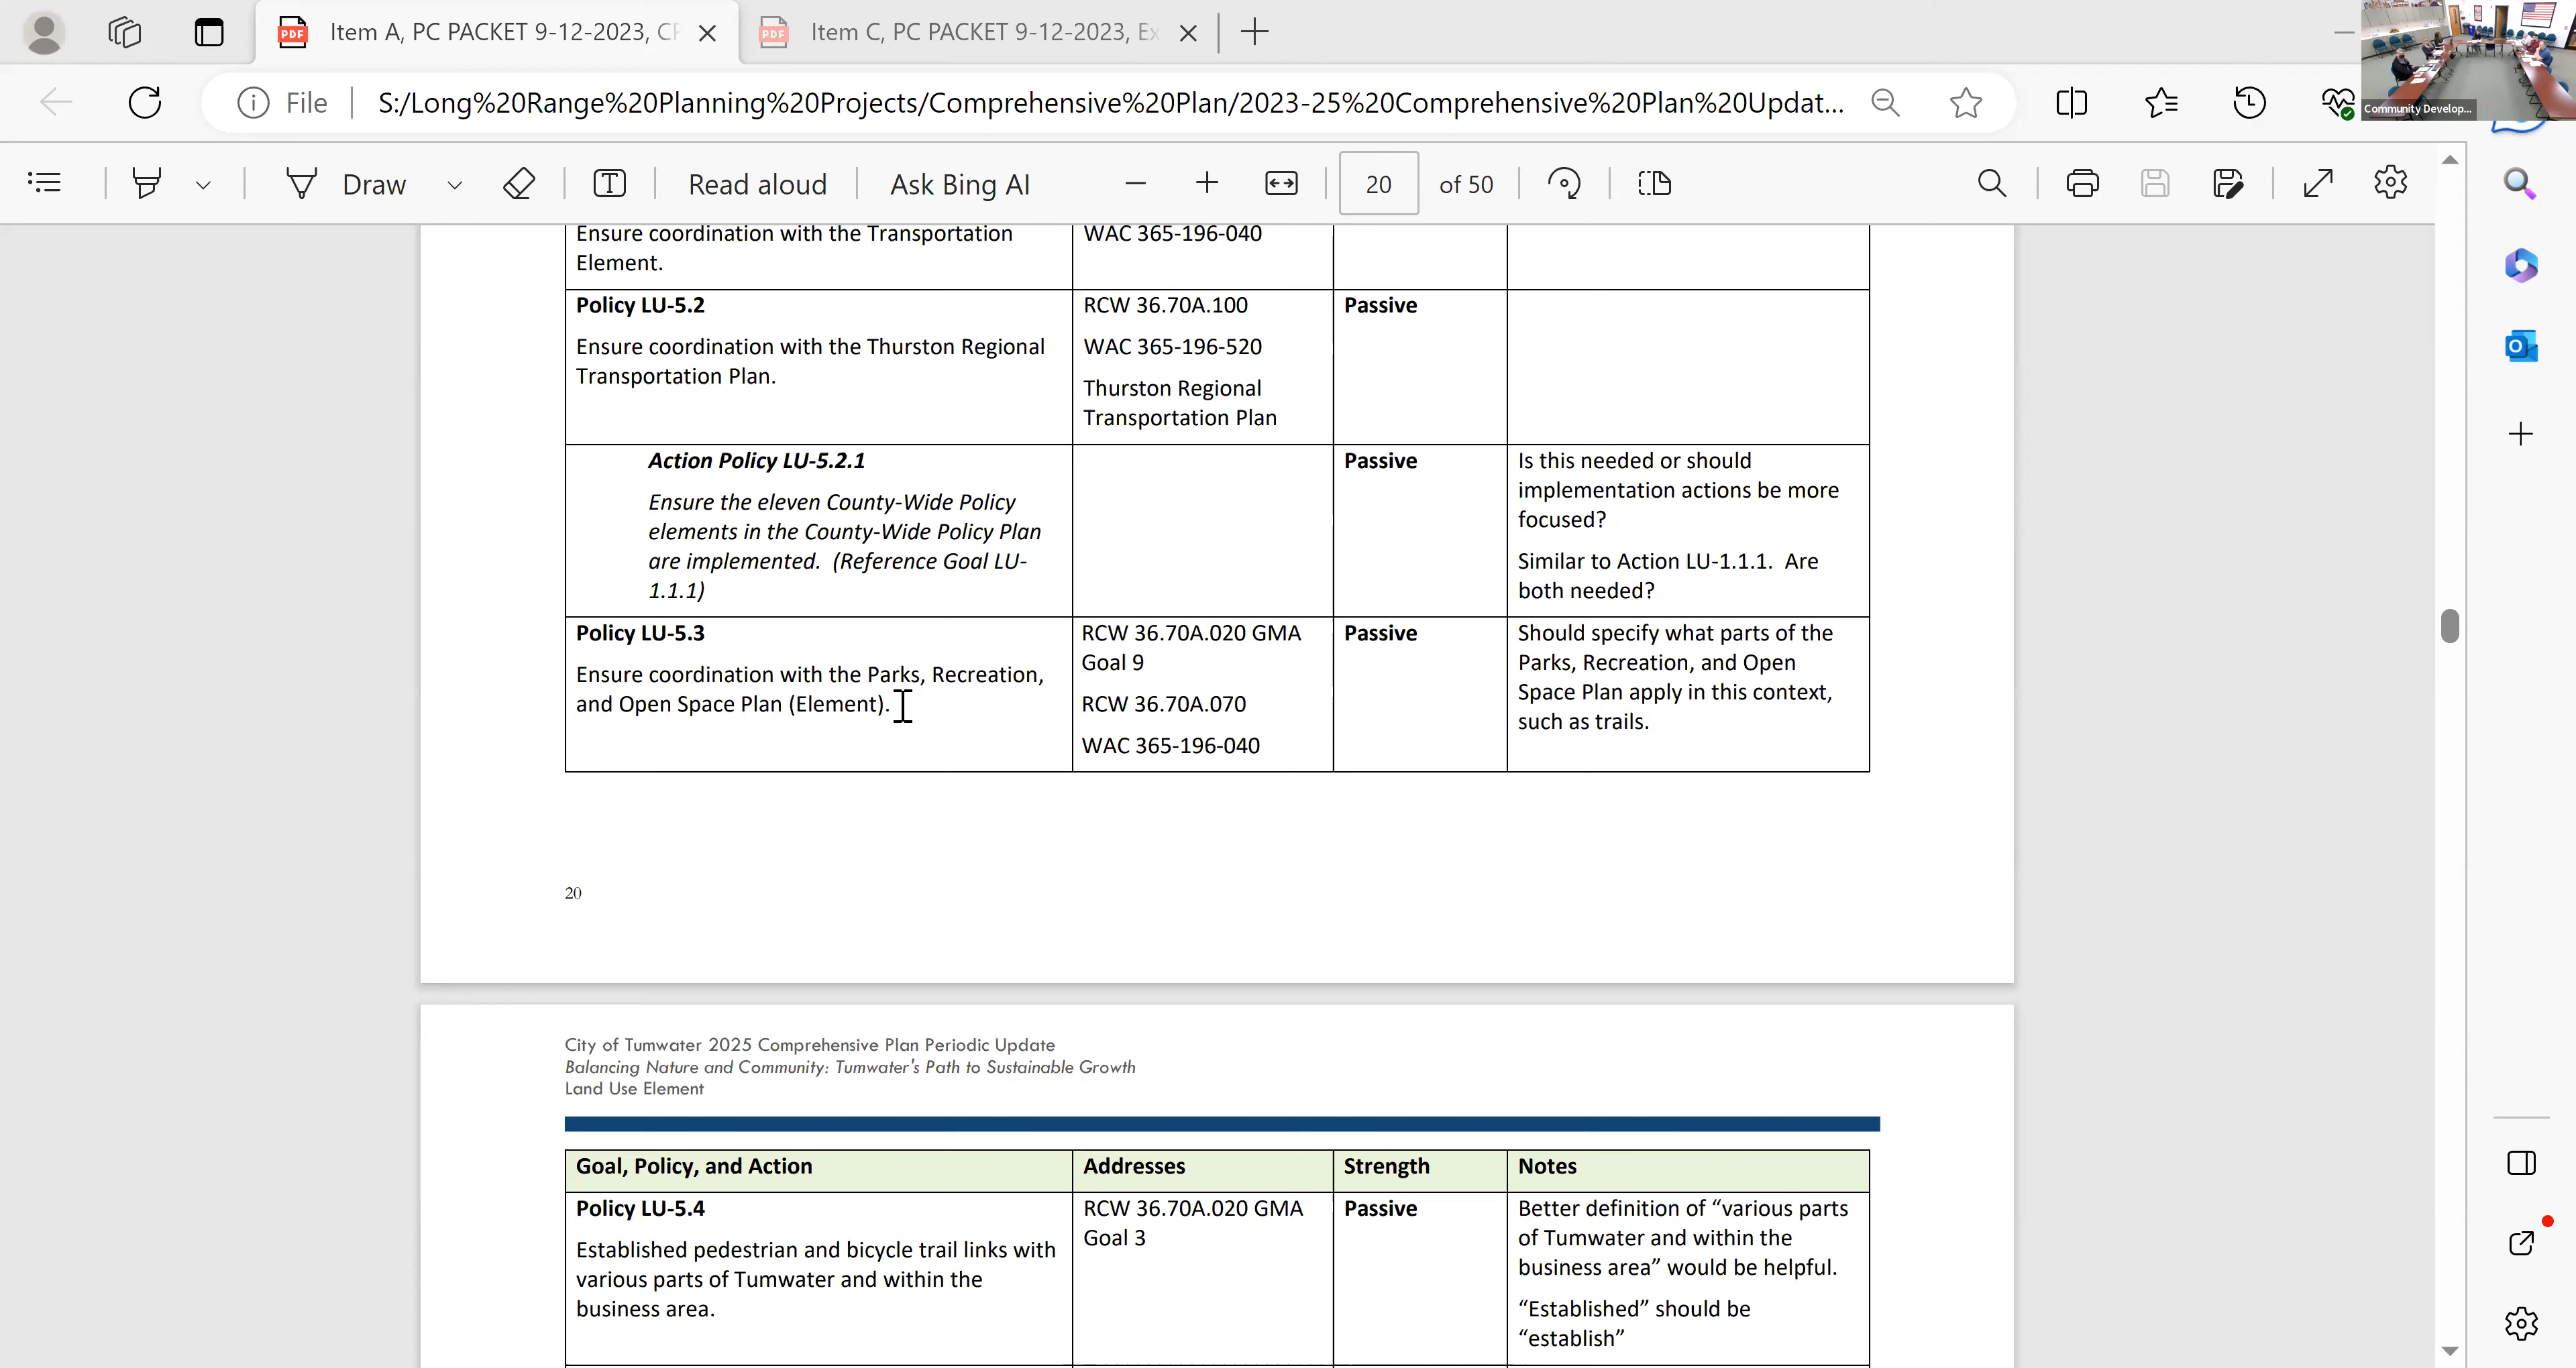 Item A, PC PACKET 9-12-2023, CF
Item C, PC PACKET 9-12-2023, Ex
File
S:/Long%20Range%20Planning%20Projects/Comprehensive%20Plan/2023-25%20Comprehensive%20Plan%20Updat...
Community Develop...
Draw
Read aloud
Ask Bing AI
20
of 50
Ensure coordination with the Transportation
Element.
WAC 365-196-040
Policy LU-5.2
Ensure coordination with the Thurston Regional
Transportation Plan.
RCW 36.70A.100
WAC 365-196-520
Thurston Regional
Transportation Plan
Passive
Action Policy LU-5.2.1
Ensure the eleven County-Wide Policy
elements in the County-Wide Policy Plan
are implemented.  (Reference Goal LU-
1.1.1)
Passive
Is this needed or should
implementation actions be more
focused?
Similar to Action LU-1.1.1.  Are
both needed?
Policy LU-5.3
Ensure coordination with the Parks, Recreation,
and Open Space Plan (Element).
RCW 36.70A.020 GMA
Goal 9
RCW 36.70A.070
WAC 365-196-040
Passive
Should specify what parts of the
Parks, Recreation, and Open
Space Plan apply in this context,
such as trails.
20
City of Tumwater 2025 Comprehensive Plan Periodic Update
Balancing Nature and Community: Tumwater's Path to Sustainable Growth
Land Use Element
Goal, Policy, and Action
Addresses
Strength
Notes
Policy LU-5.4
Established pedestrian and bicycle trail links with
various parts of Tumwater and within the
business area.
RCW 36.70A.020 GMA
Goal 3
Passive
Better definition of “various parts
of Tumwater and within the
business area” would be helpful.
“Established” should be
“establish”